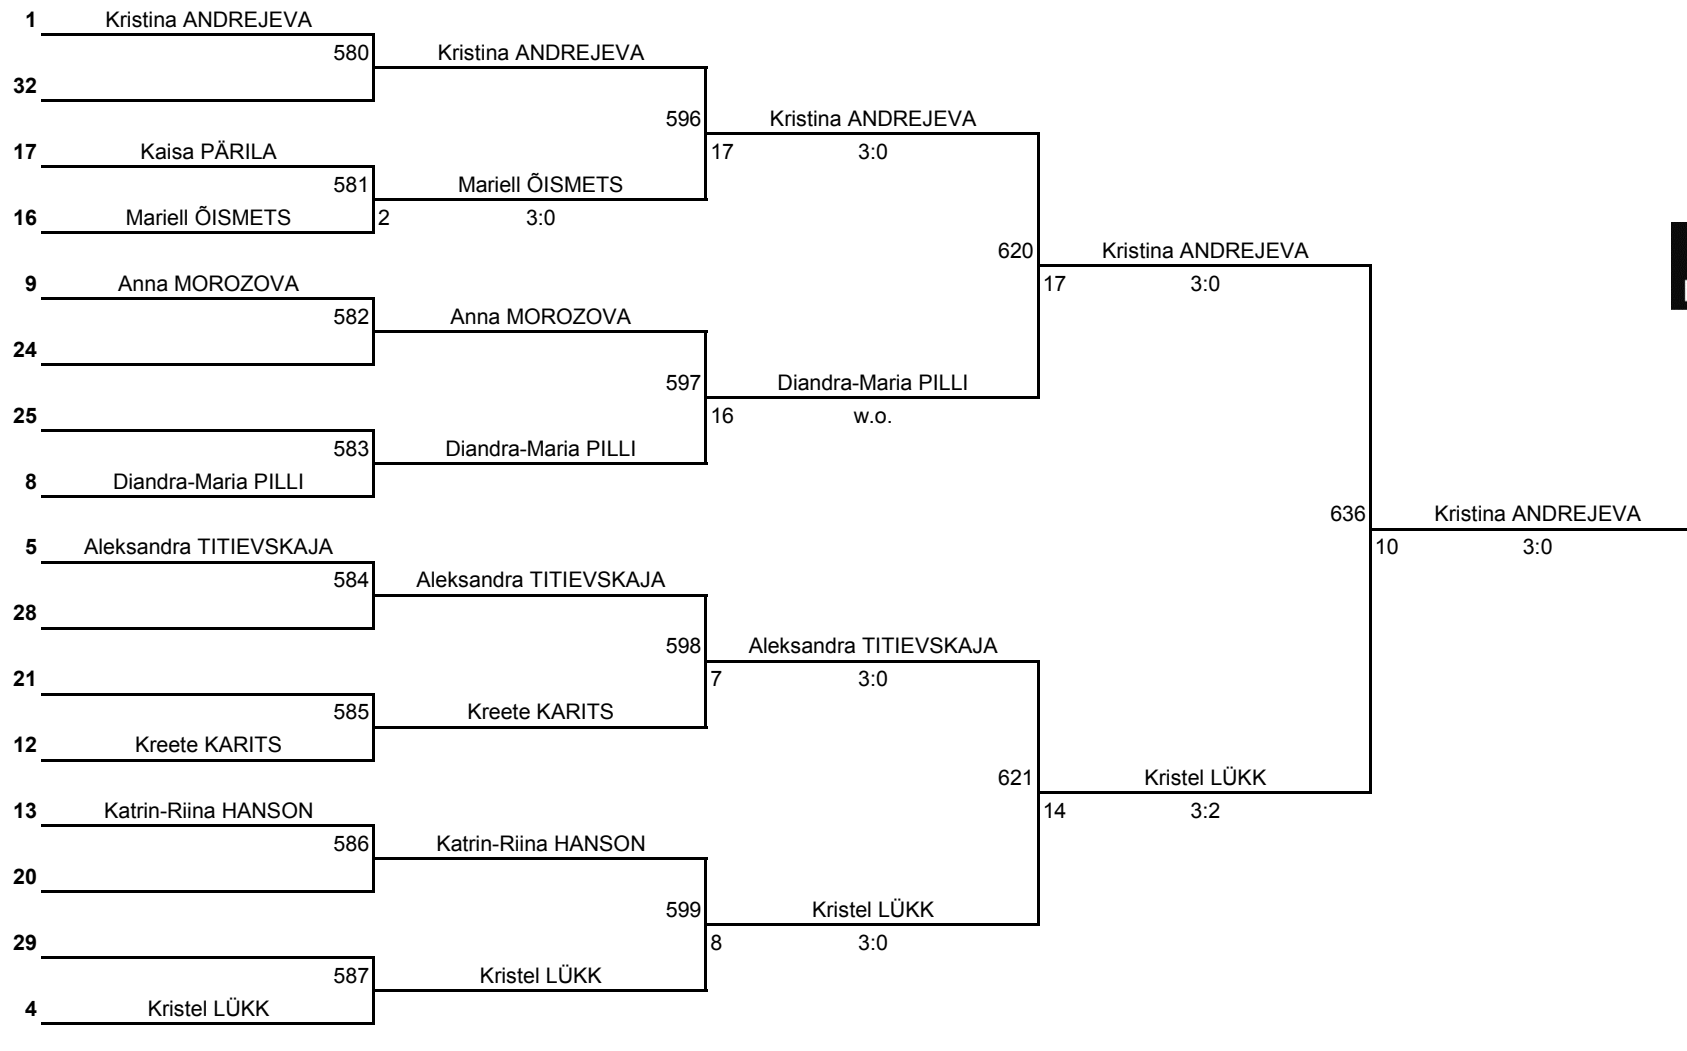 1 Kristina ANDREJEVA
580 Kristina ANDREJEVA
32
596 Kristina ANDREJEVA
17 Kaisa PÄRILA 17 3:0
581 Mariell ÕISMETS
16 Mariell ÕISMETS 2 3:0
620 Kristina ANDREJEVA
9 Anna MOROZOVA 17 3:0
582 Anna MOROZOVA
24
597 Diandra-Maria PILLI
25 16 w.o.
583 Diandra-Maria PILLI
8 Diandra-Maria PILLI
636 Kristina ANDREJEVA
5 Aleksandra TITIEVSKAJA 10 3:0
584 Aleksandra TITIEVSKAJA
28
598 Aleksandra TITIEVSKAJA
21 7 3:0
585 Kreete KARITS
12 Kreete KARITS
621 Kristel LÜKK
13 Katrin-Riina HANSON 14 3:2
586 Katrin-Riina HANSON
20
599 Kristel LÜKK
29 8 3:0
587 Kristel LÜKK
4 Kristel LÜKK